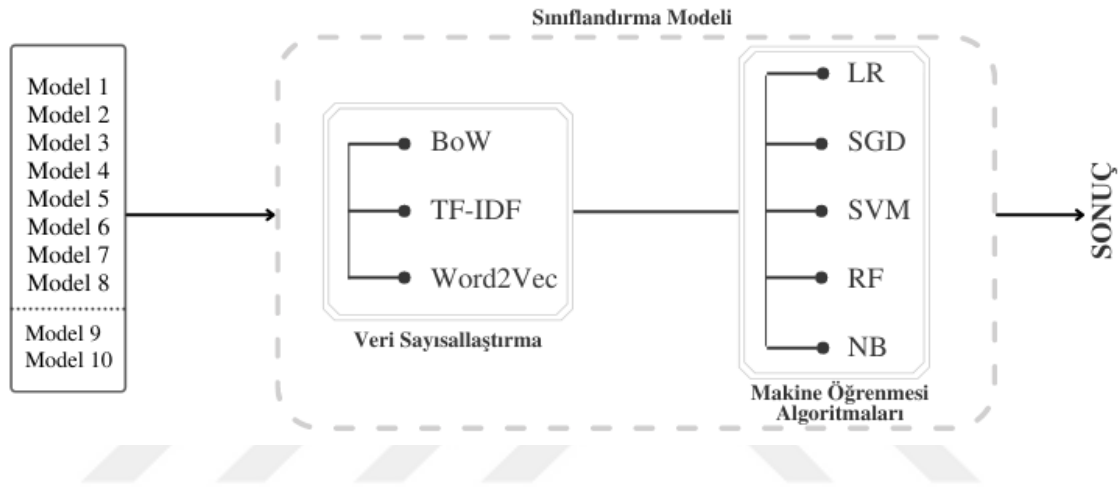 Sınıflandırma Modeli
Model 1
Model 2
Model 3
Model 4
Model 5
Model 6
Model 7
Model 8
Model 9
Model 10
BoW
TF-IDF
Word2Vec
Veri Sayısallaştırma
LR
SGD
SVM
RF
NB
Makine Öğrenmesi
Algoritmaları
SONUÇ